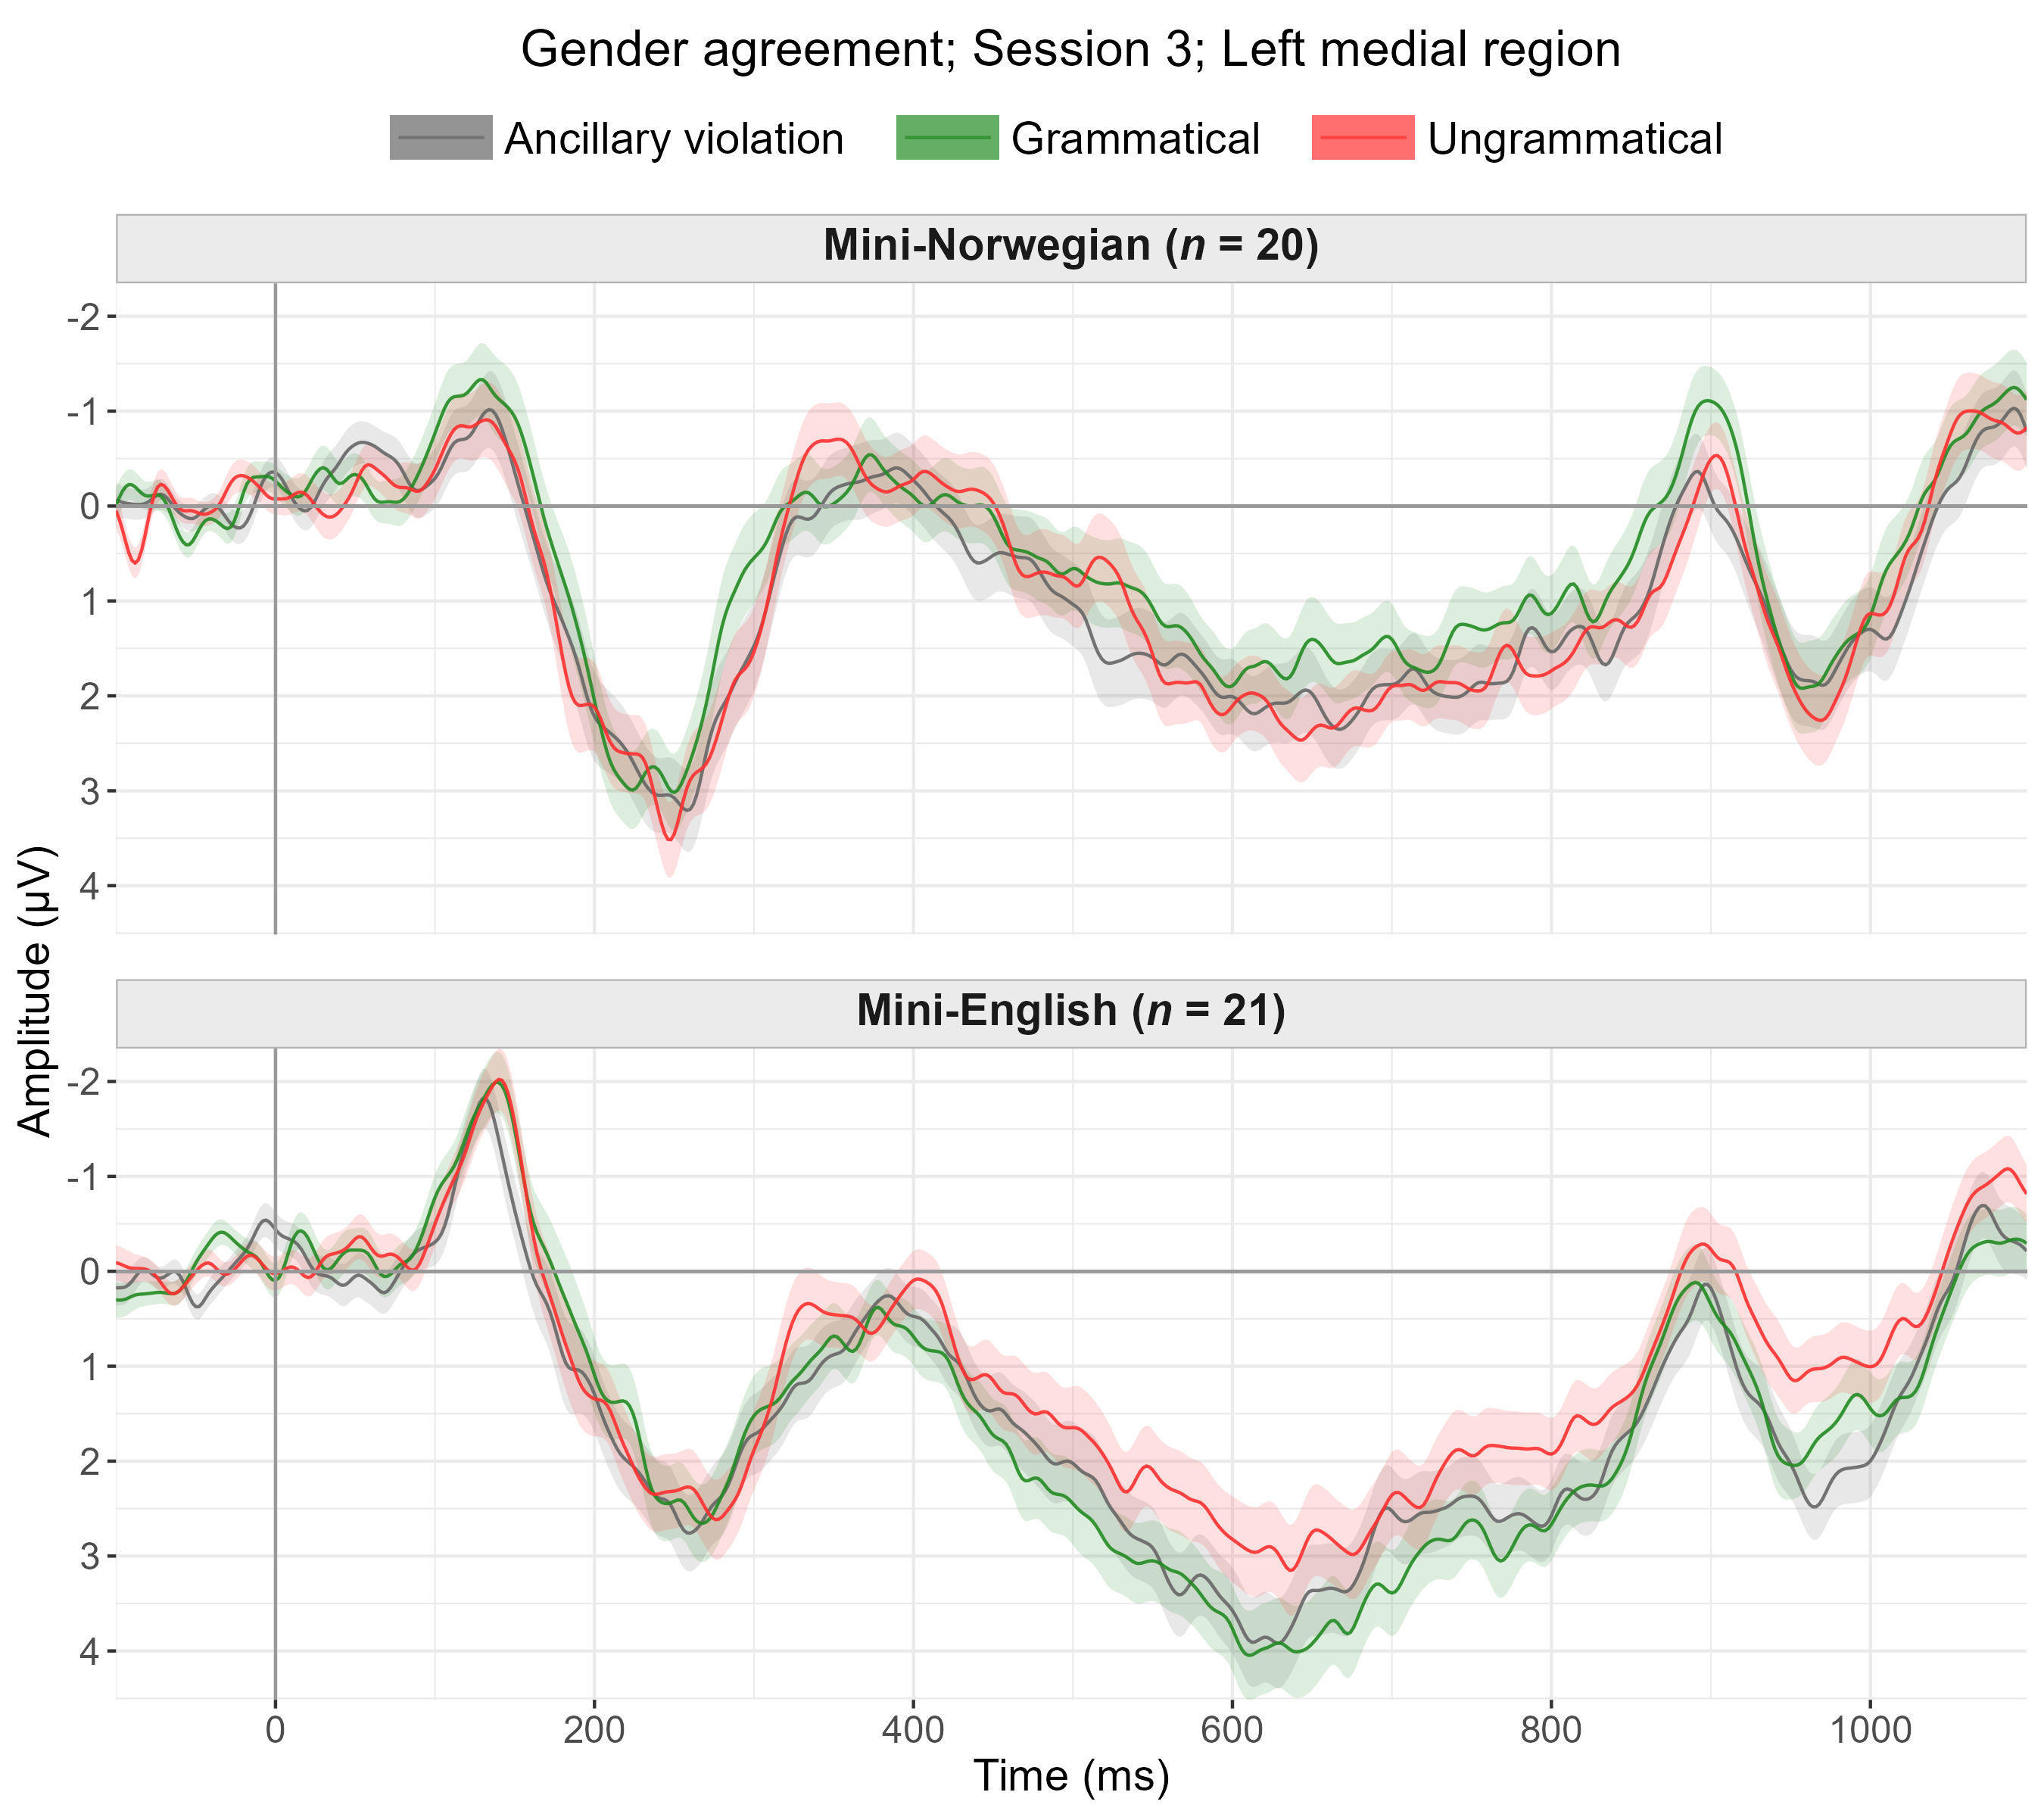 Gender agreement; Session 3; Left medial region
Ancillary violation Grammatical Ungrammatical
Mini-Norwegian (n = 20)
-2
-1
0
1
2
3
4
Mini-English (n = 21)
-2
-1
0
1
2
3
4
Amplitude (µV)
0 200 400 600 800 1000
Time (ms)